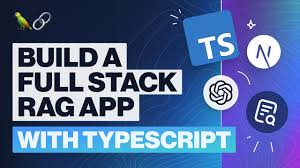 BUILD A
FULL STACK
RAG APP
WITH TYPESCRIPT
TS
N